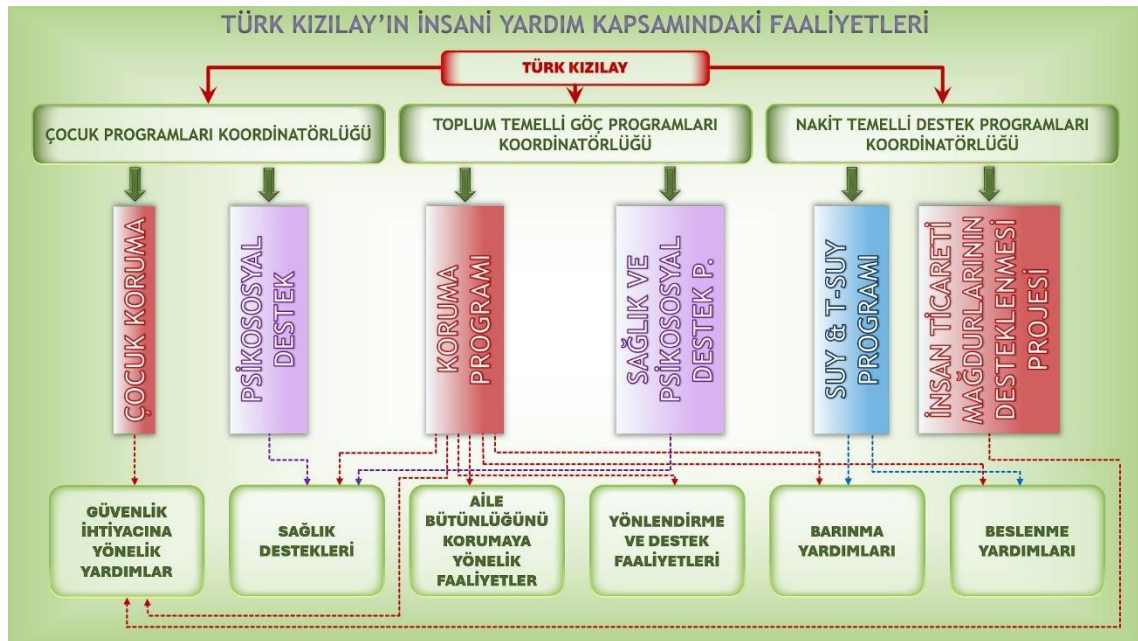 TÜRK KIZILAY’IN İNSANİ YARDIM KAPSAMINDAKİ FAALİYETLERİ
TÜRK KIZILAY
ÇOCUK PROGRAMLARI KOORDİNATÖRLÜĞÜ
TOPLUM TEMELLİ GÖÇ PROGRAMLARI
KOORDİNATÖRLÜĞÜ
NAKİT TEMELLİ DESTEK PROGRAMLARI
KOORDİNATÖRLÜĞÜ
ÇOCUK KORUMA
PSİKOSOSYAL
DESTEK
KORUMA
PROGRAMI
SAĞLIK VE
PSİKOSOSYAL
DESTEK P.
SUY & T-SUY
PROGRAMI
İNSAN TİCARETİ
MAĞDURLARININ
DESTEKLENMESİ
PROJESİ
GÜVENLİK
İHTİYACINA
YÖNELİK
YARDIMLAR
SAĞLIK
DESTEKLERİ
AİLE
BÜTÜNLÜĞÜNÜ
KORUMAYA
YÖNELİK
FAALİYETLER
YÖNLENDİRME
VE DESTEK
FAALİYETLERİ
BARINMA
YARDIMLARI
BESLENME
YARDIMLARI